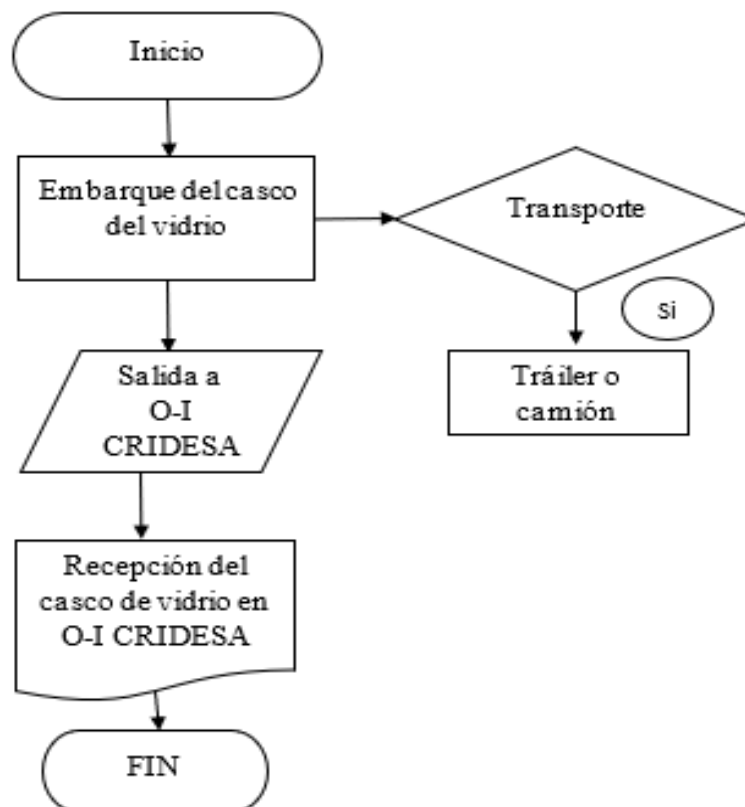 Inicio
Embarque del casco
del vidrio
Transporte
si
Salida a
O-I
CRIDESA
Tráiler o
camión
Recepción del
casco de vidrio en
O-I CRIDESA
FIN